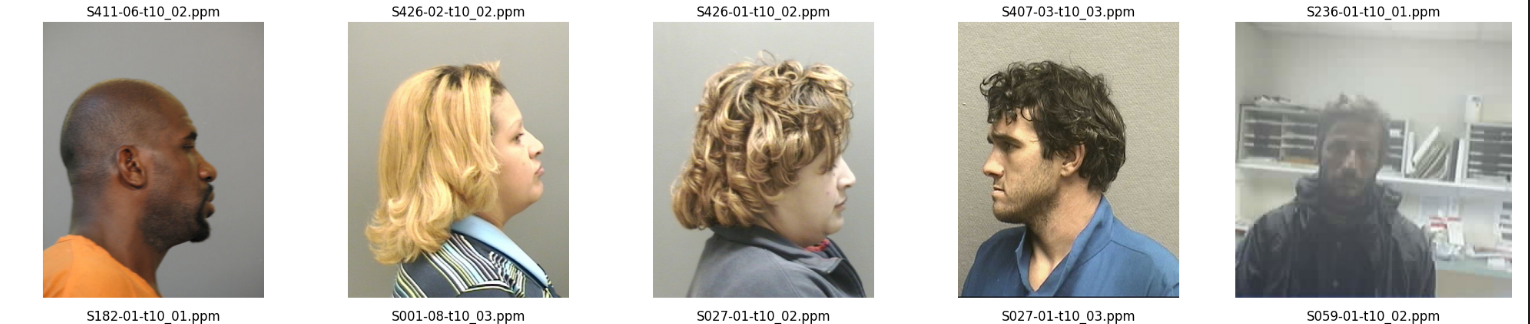 S411-06-t10_02.ppm
S426-02-t10_02.ppm
S426-01-t10_02.ppm
S407-03-t10_03.ppm
S236-01-t10_01.ppm
S182-01-t10_01.ppm
S001-08-t10_03.ppm
S027-01-t10_02.ppm
S027-01-t10_03.ppm
S059-01-t10_02.ppm